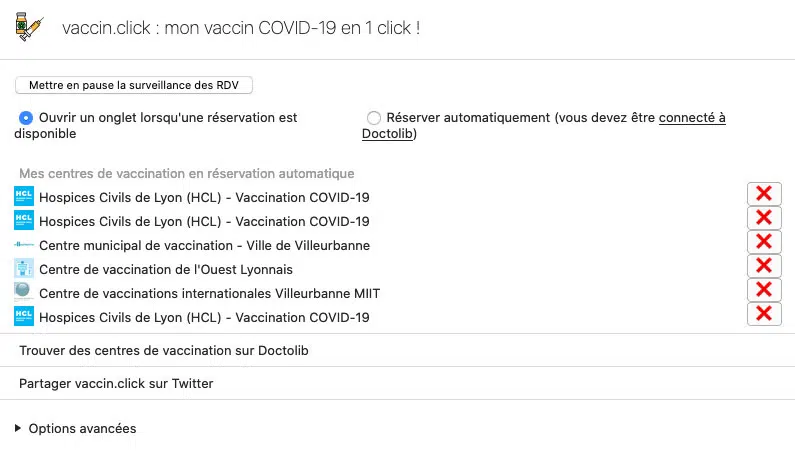 vaccin.click : mon vaccin COVID-19 en 1 click !
Mettre en pause la surveillance des RDV
Ouvrir un onglet lorsqu'une réservation est
disponible
Réserver automatiquement (vous devez être connecté à
Doctolib)
Mes centres de vaccination en réservation automatique
HCL Hospices Civils de Lyon (HCL) - Vaccination COVID-19
HCL Hospices Civils de Lyon (HCL) - Vaccination COVID-19
Centre municipal de vaccination - Ville de Villeurbanne
Centre de vaccination de l'Ouest Lyonnais
Centre de vaccinations internationales Villeurbanne MIIT
HCL Hospices Civils de Lyon (HCL) - Vaccination COVID-19
Trouver des centres de vaccination sur Doctolib
Partager vaccin.click sur Twitter
Options avancées